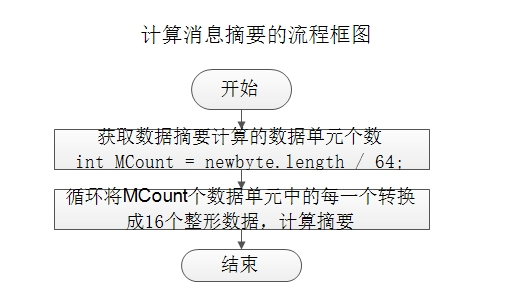 计算消息摘要的流程框图
开始
获取数据摘要计算的数据单元个数
int MCount = newbyte.length / 64;
循环将MCount个数据单元中的每一个转换
成16个整形数据，计算摘要
结束